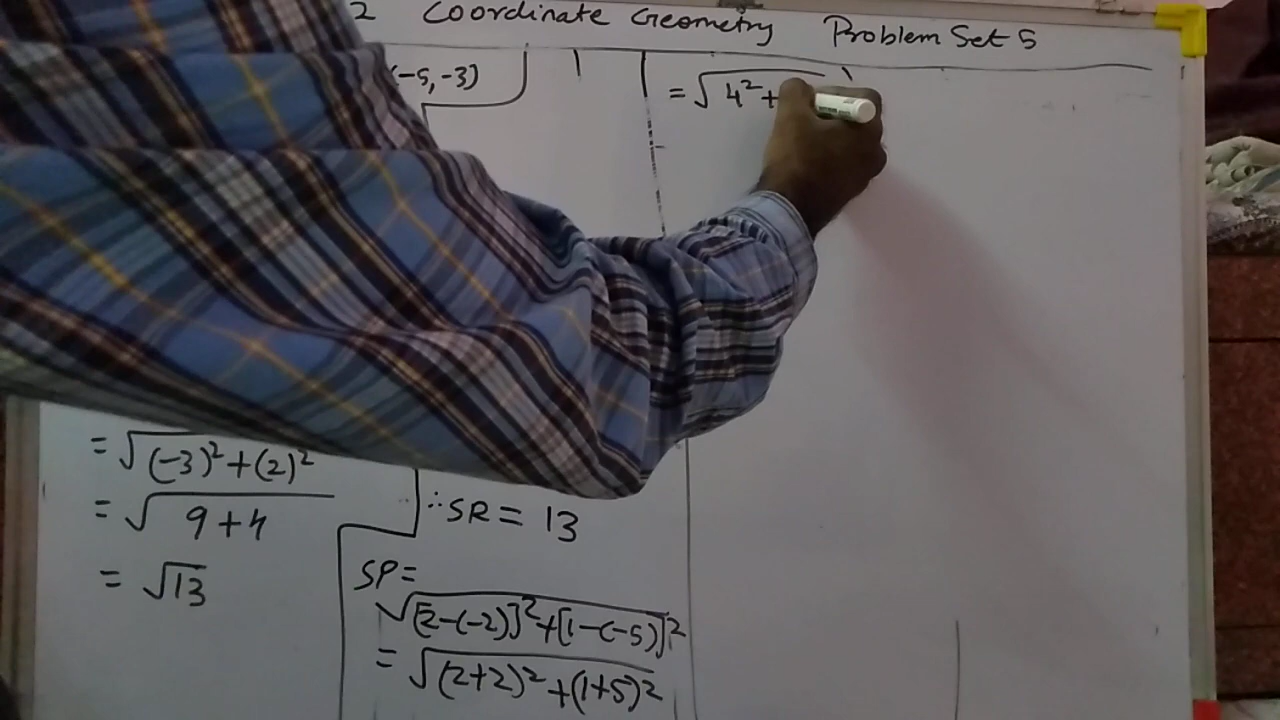 2 Coordinate Geometry Problem Set 5
(-5,-3)
= √(-3)²+(2)²
= √9+4
= √13
∴SR = 13
SP=
√[2-(-2)]²+[1-(-5)]²
= √(2+2)²+(1+5)²
= √4²+